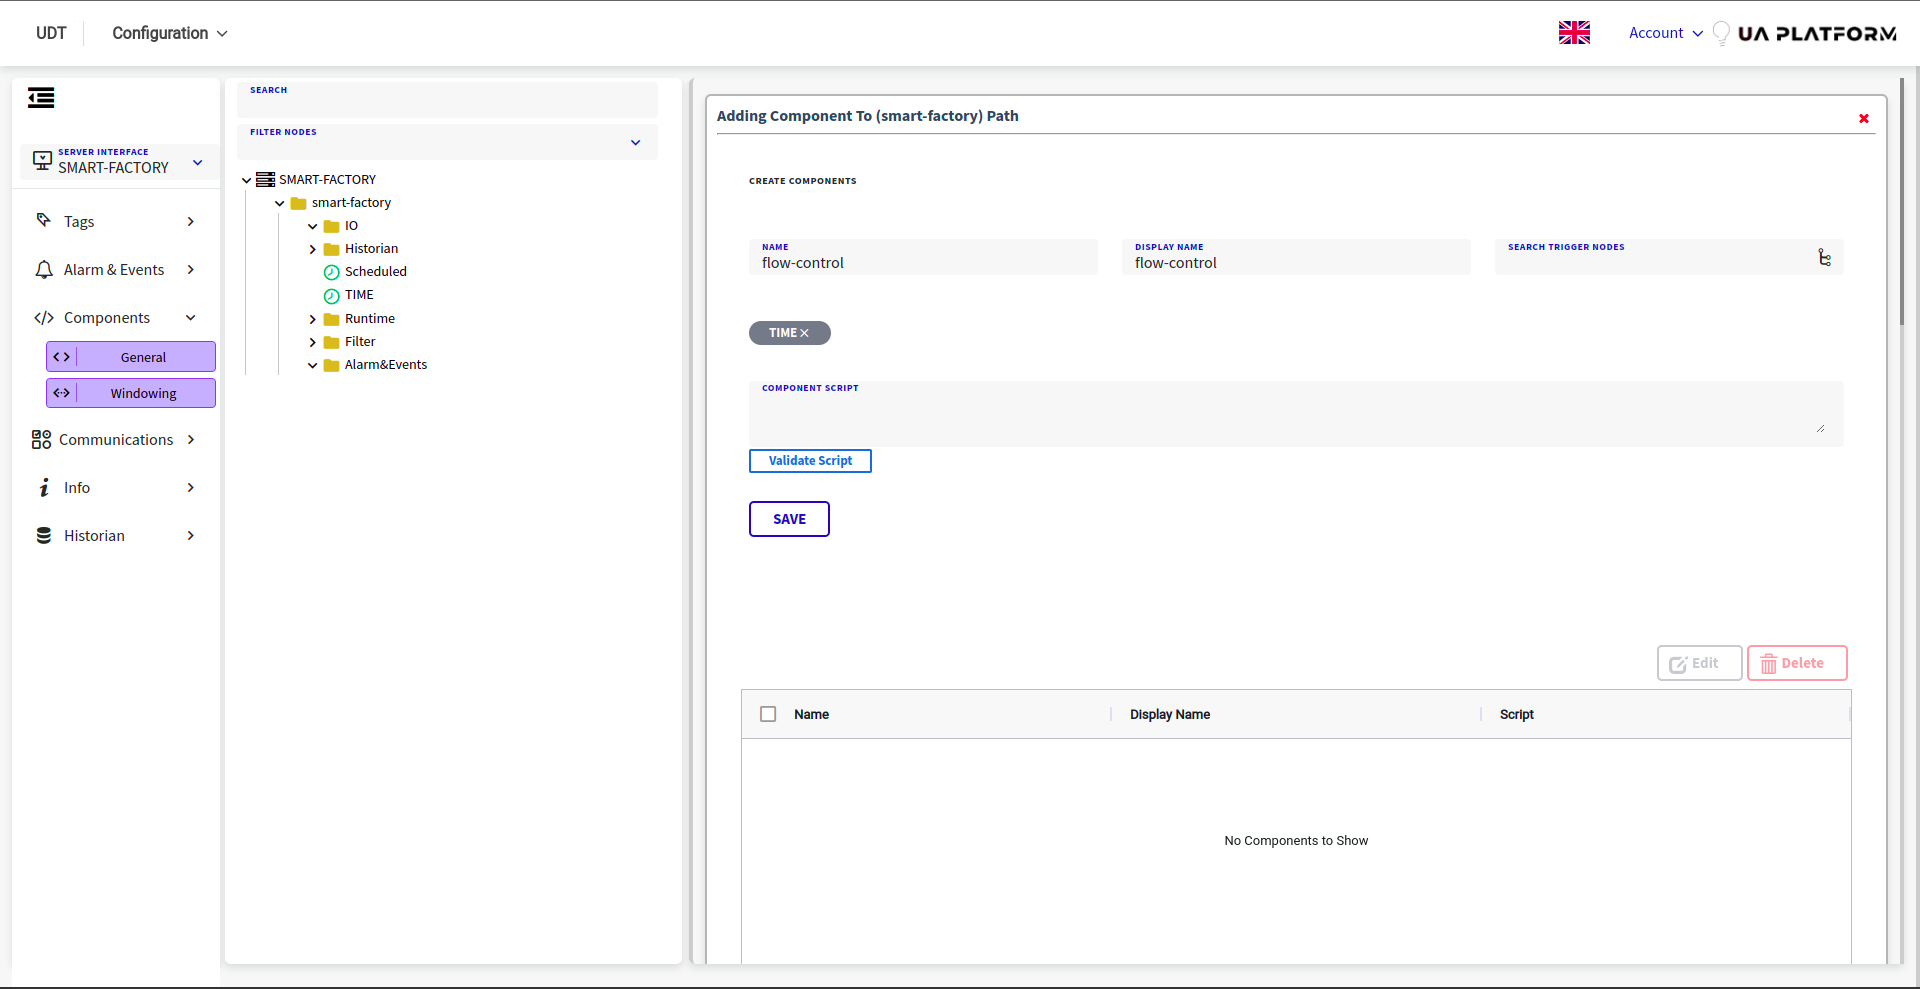 UDT
Configuration
Account
UA PLATFORM
SERVER INTERFACE
SMART-FACTORY
Tags
Alarm & Events
Components
General
Windowing
Communications
Info
Historian
SEARCH
FILTER NODES
SMART-FACTORY
smart-factory
IO
Historian
Scheduled
TIME
Runtime
Filter
Alarm&Events
Adding Component To (smart-factory) Path
CREATE COMPONENTS
NAME
flow-control
DISPLAY NAME
flow-control
SEARCH TRIGGER NODES
TIME
COMPONENT SCRIPT
Validate Script
SAVE
Edit
Delete
Name
Display Name
Script
No Components to Show